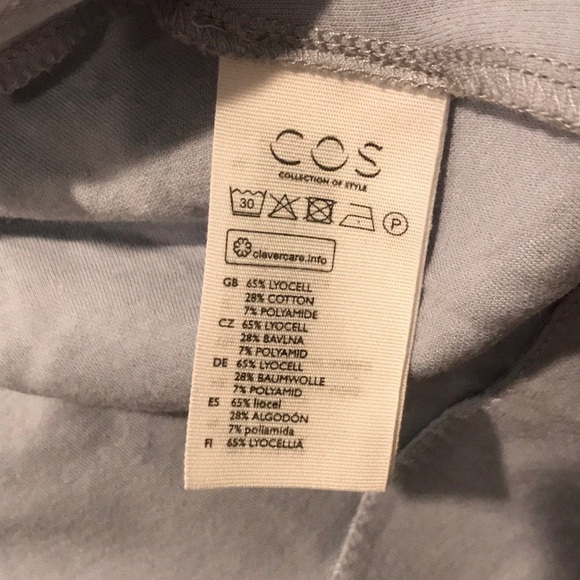 COS
COLLECTION OF STYLE
30 P
clevercare.info
GB 65% LYOCELL
28% COTTON
7% POLYAMIDE
CZ 65% LYOCELL
28% BAVLNA
7% POLYAMID
DE 65% LYOCELL
28% BAUMWOLLE
7% POLYAMID
ES 65% liocel
28% ALGODÓN
7% poliamida
FI 65% LYOCELLIA